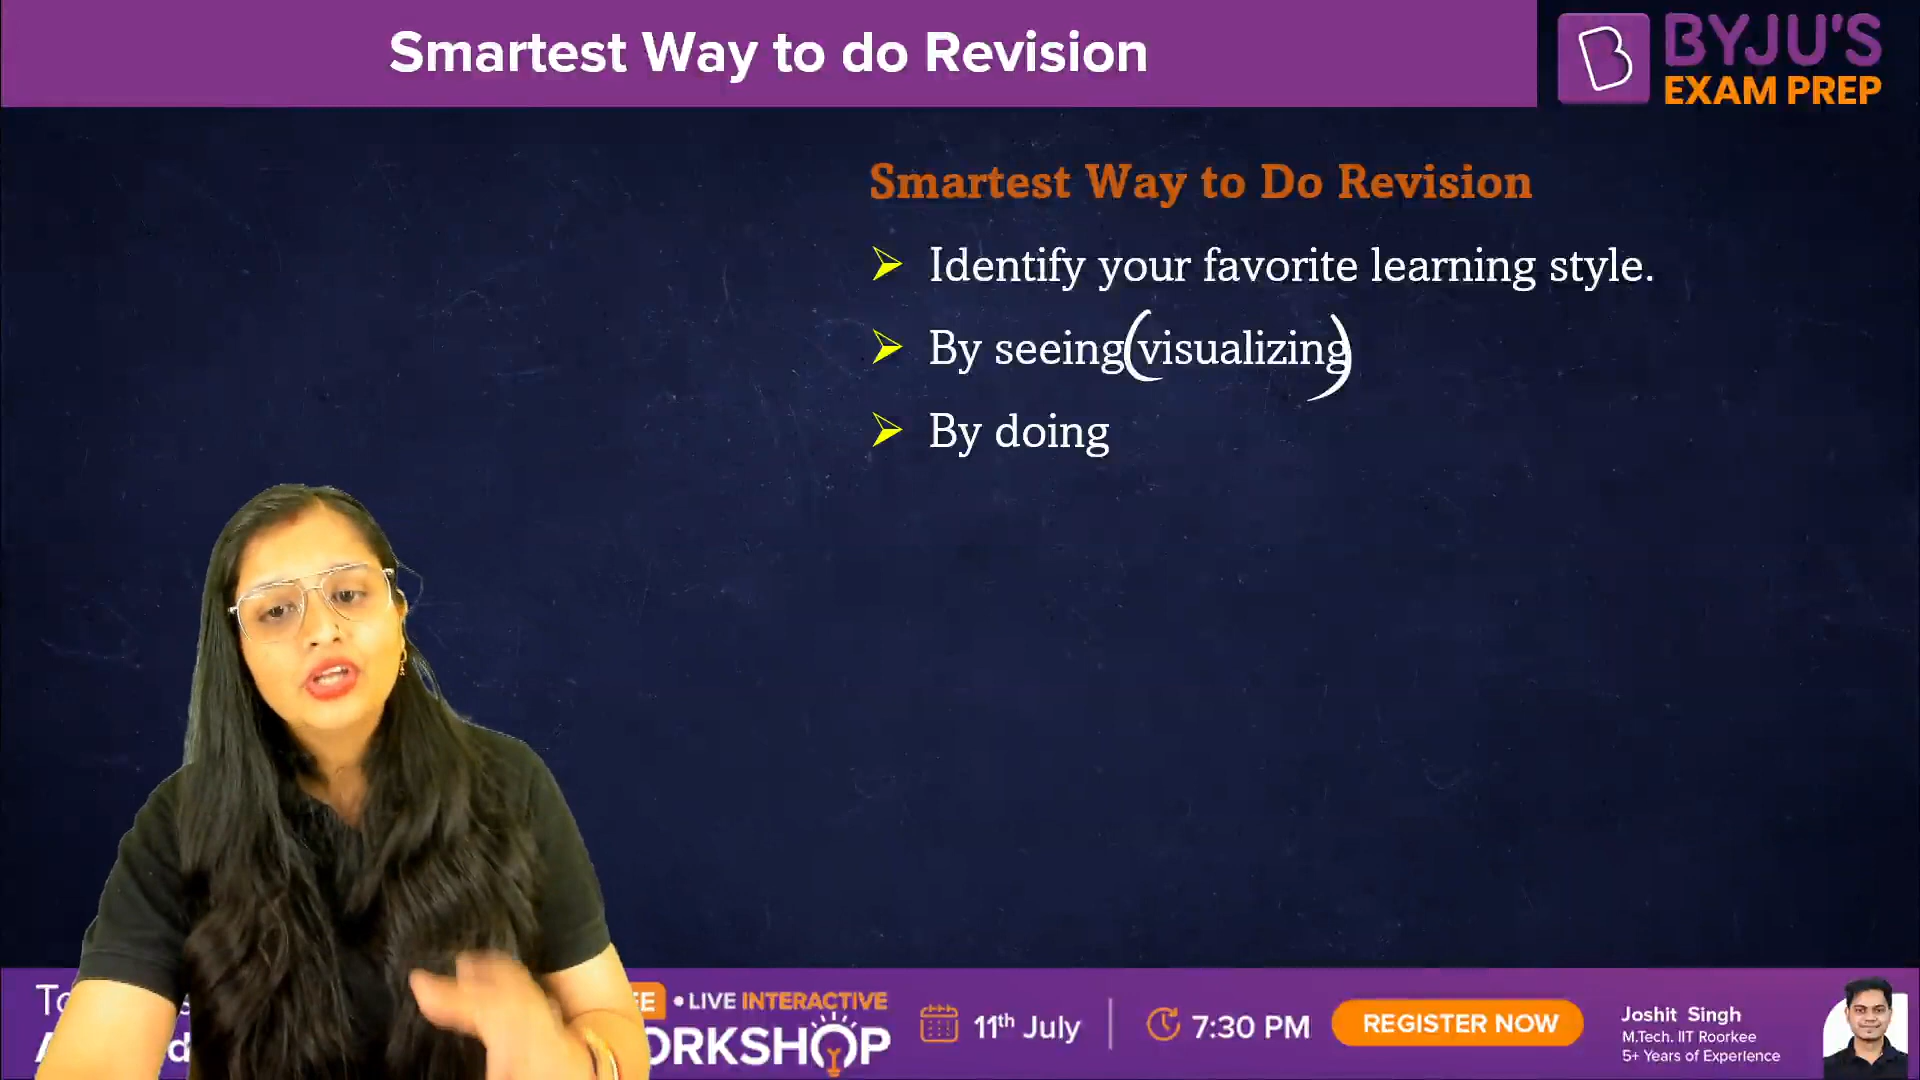 Smartest Way to do Revision
BYJU'S
EXAM PREP
Smartest Way to Do Revision
Identify your favorite learning style.
By seeing(visualizing)
By doing
• LIVE INTERACTIVE
WORKSHOP
11th July
7:30 PM
REGISTER NOW
Joshit Singh
M.Tech. IIT Roorkee
5+ Years of Experience